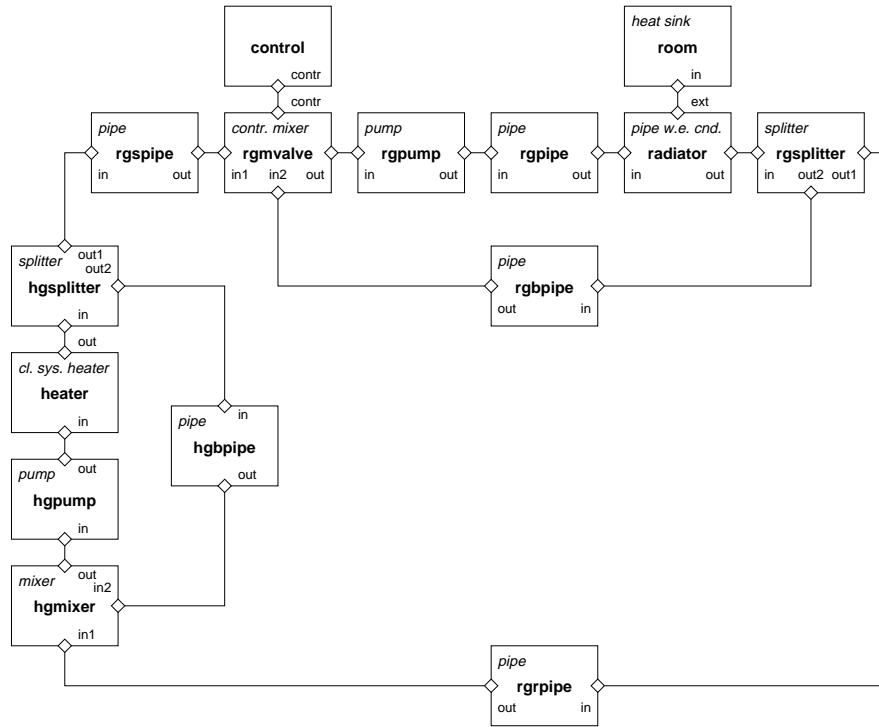 control
contr
heat sink
room
in
contr
ext
pipe
rgspipe
in
out
contr. mixer
rgmvalve
in1
in2
out
pump
rgpump
in
out
pipe
rgpipe
in
out
pipe w.e. cnd.
radiator
in
out
splitter
rgsplitter
in
out2
out1
splitter
out1
out2
hgsplitter
in
pipe
rgbpipe
out
in
out
cl. sys. heater
heater
in
in
pipe
hgbpipe
out
out
pump
hgpump
in
mixer
out
in2
hgmixer
in1
pipe
rgrpipe
out
in